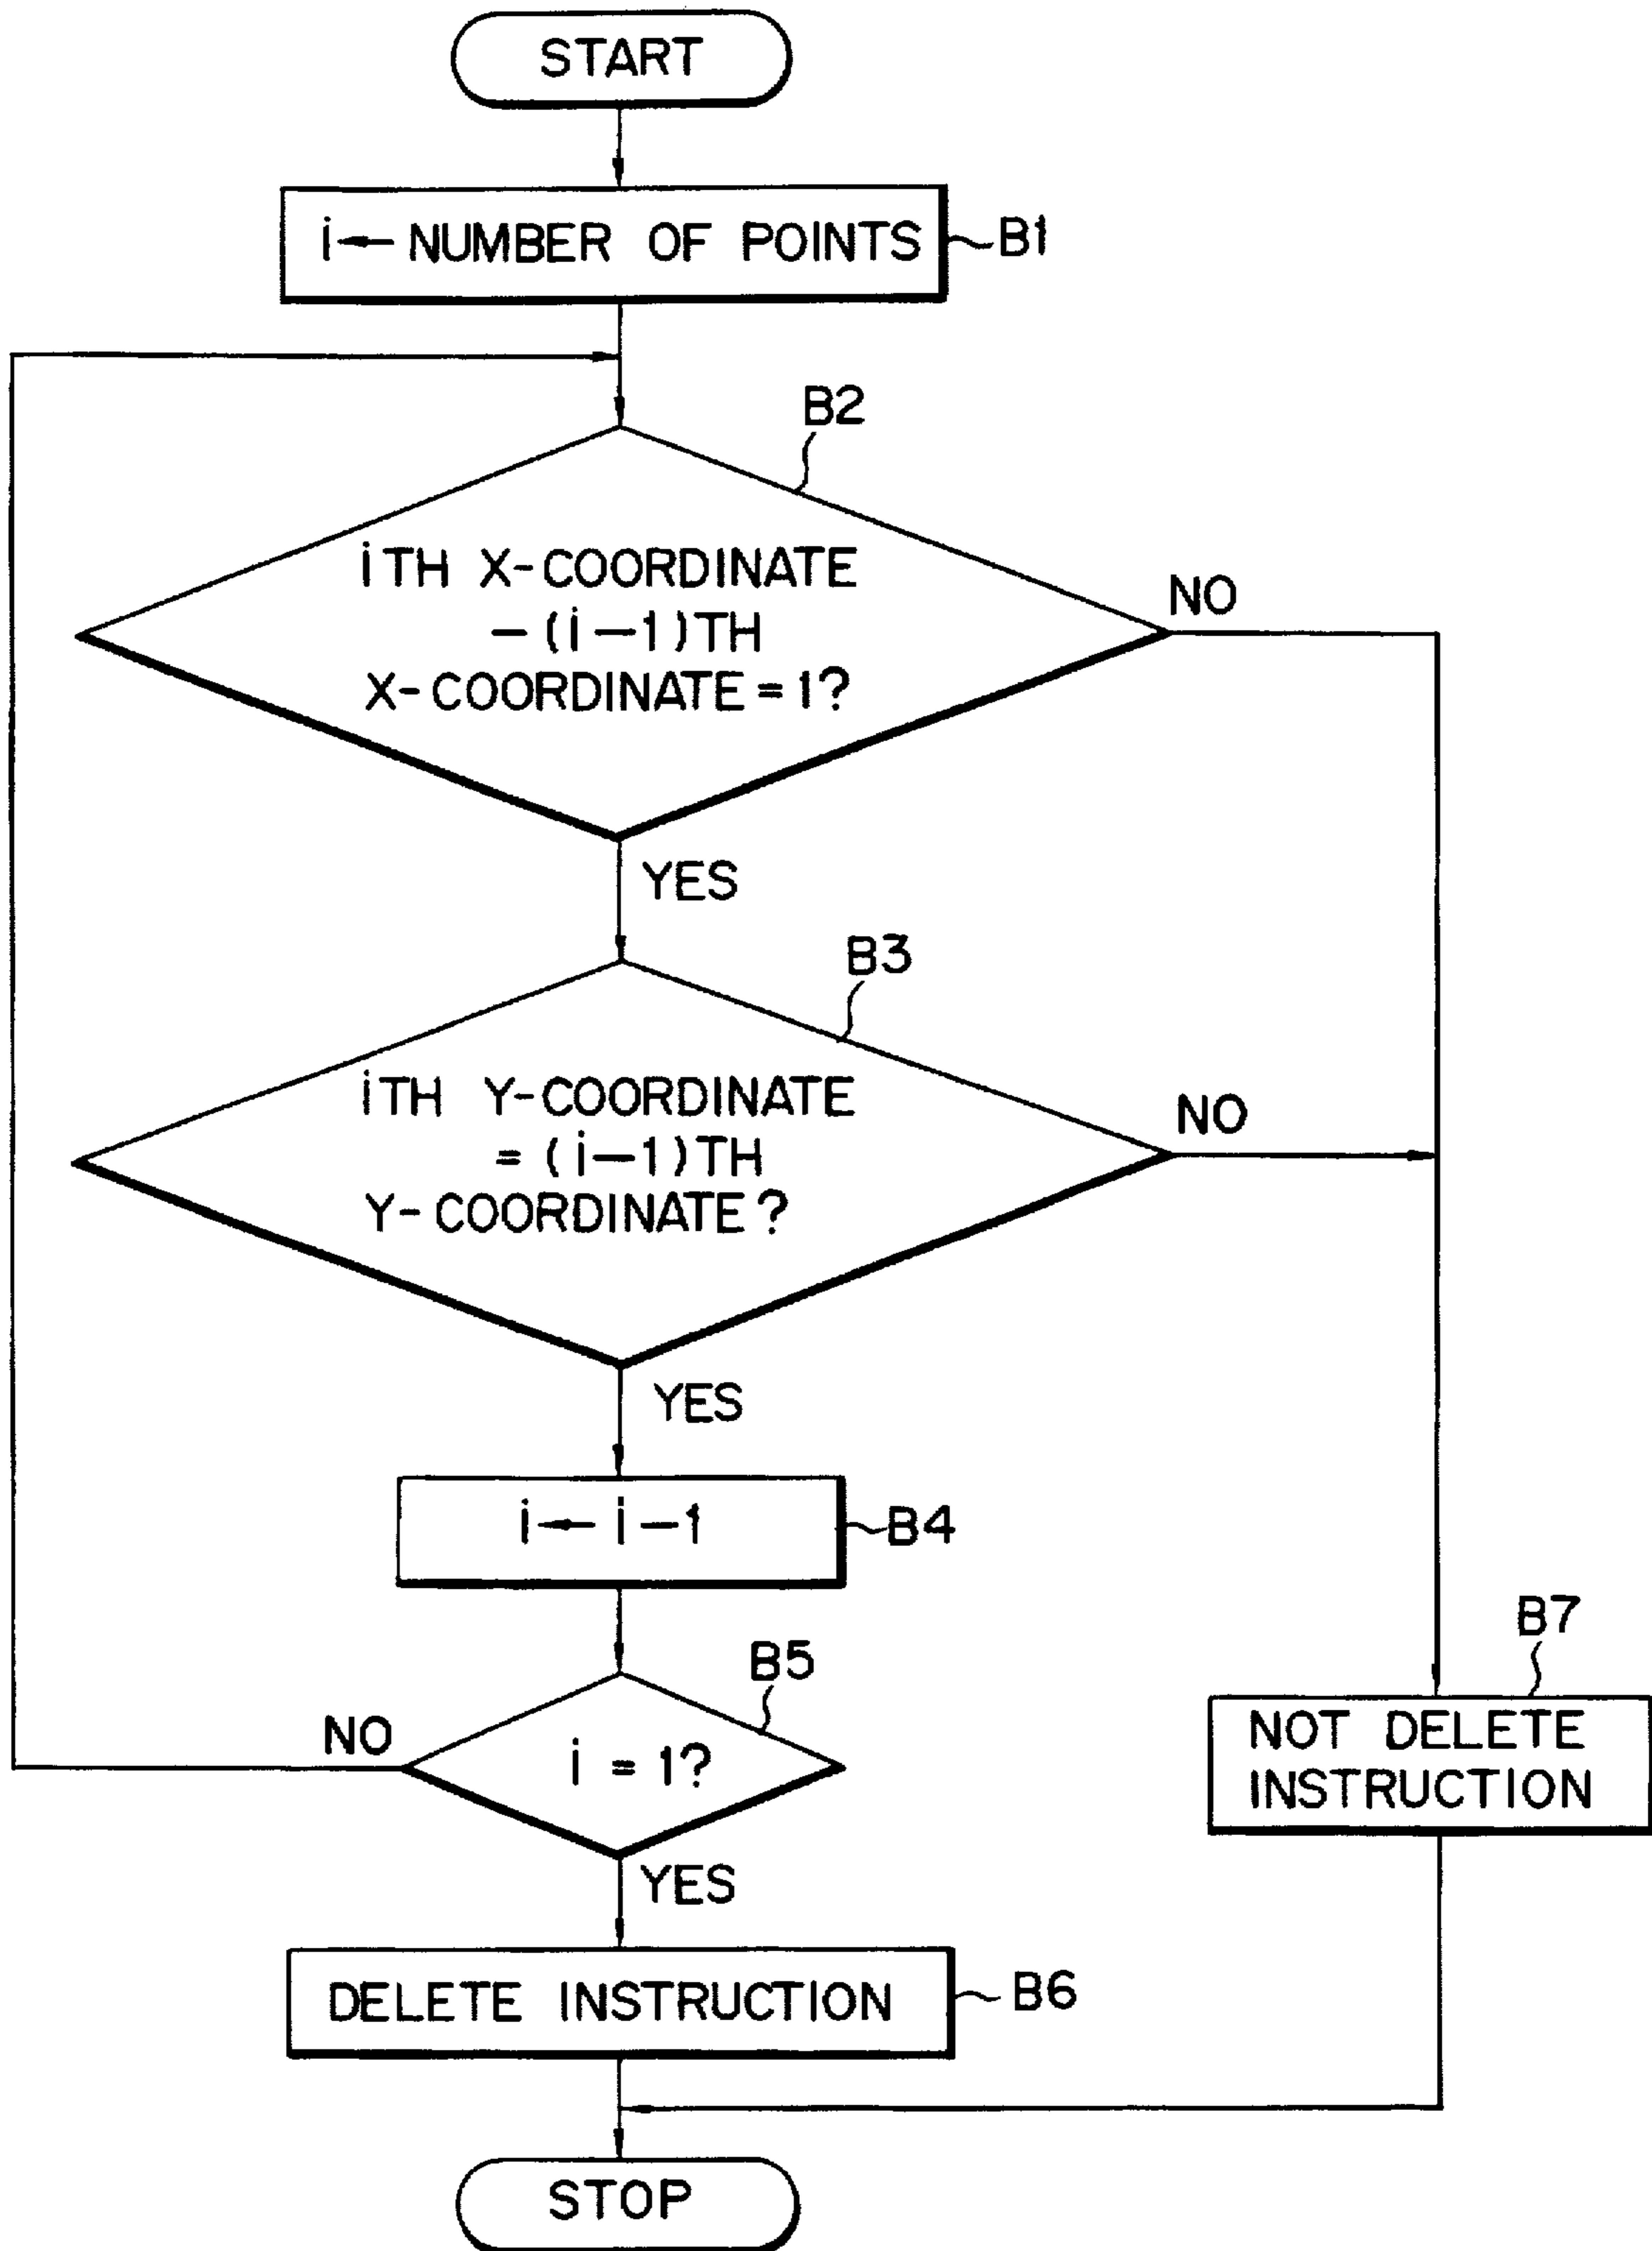 START
i ← NUMBER OF POINTS
B1
B2
iTH X-COORDINATE
- (i-1)TH
X-COORDINATE = 1?
NO
YES
B3
iTH Y-COORDINATE
= (i-1)TH
Y-COORDINATE?
NO
YES
i ← i-1
B4
B5
i = 1?
NO
YES
B7
NOT DELETE
INSTRUCTION
DELETE INSTRUCTION
B6
STOP